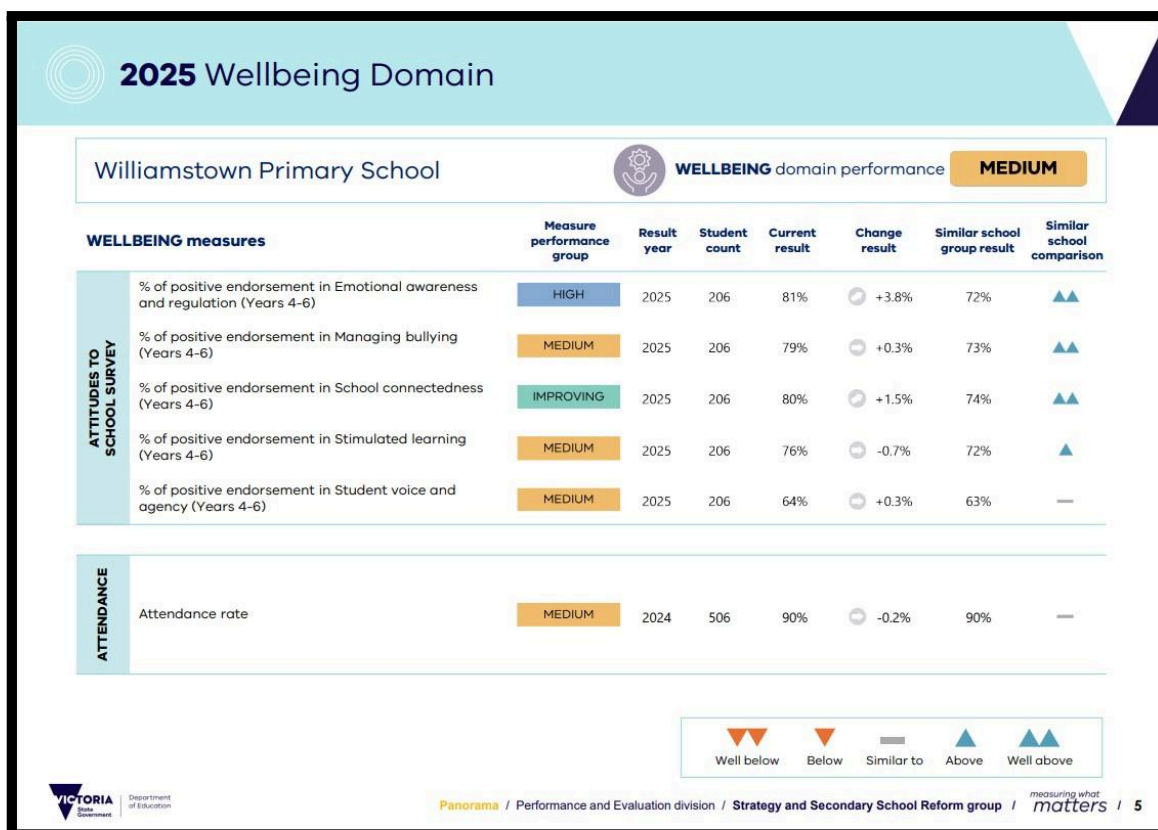 2025 Wellbeing Domain
Williamstown Primary School
WELLBEING domain performance
MEDIUM
WELLBEING measures
Measure
performance
group
Result
year
Student
count
Current
result
Change
result
Similar school
group result
Similar
school
comparison
ATTITUDES TO
SCHOOL SURVEY
% of positive endorsement in Emotional awareness
and regulation (Years 4-6)
HIGH 2025 206 81% +3.8% 72%
% of positive endorsement in Managing bullying
(Years 4-6)
MEDIUM 2025 206 79% +0.3% 73%
% of positive endorsement in School connectedness
(Years 4-6)
IMPROVING 2025 206 80% +1.5% 74%
% of positive endorsement in Stimulated learning
(Years 4-6)
MEDIUM 2025 206 76% -0.7% 72%
% of positive endorsement in Student voice and
agency (Years 4-6)
MEDIUM 2025 206 64% +0.3% 63%
ATTENDANCE
Attendance rate MEDIUM 2024 506 90% -0.2% 90%
Well below Below Similar to Above Well above
VICTORIA
State
Government
Department
of Education
Panorama / Performance and Evaluation division / Strategy and Secondary School Reform group / measuring what
matters / 5